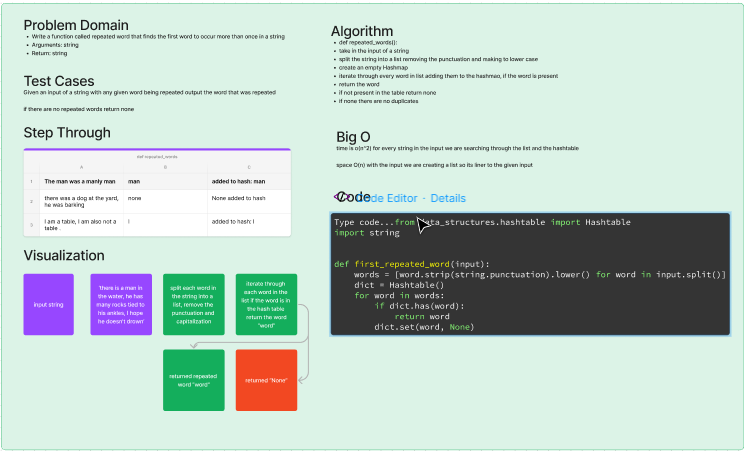 Problem Domain
Write a function called repeated word that finds the first word to occur more than once in a string
Arguments: string
Return: string
Test Cases
Given an input of a string with any given word being repeated output the word that was repeated
if there are no repeated words return none
Step Through
def repeated_words
A B C
1 The man was a manly man man added to hash: man
2 there was a dog at the yard, he was barking none None added to hash
3 I am a table, I am also not a table . I added to hash: I
Visualization
input string
'there is a man in
the water, he has
many rocks tied to
his ankles, I hope
he doesn't drown'
split each word in
the string into a
list, remove the
punctuation and
capitalization
iterate through
each word in the
list if the word is in
the hash table
return the word
"word"
returned repeated
word "word"
returned "None"
Algorithm
def repeated_words():
take in the input of a string
split the string into a list removing the punctuation and making to lower case
create an empty Hashmap
iterate through every word in list adding them to the hashmao, if the word is present
return the word
if not present in the table return none
if none there are no duplicates
Big O
time is o(n^2) for every string in the input we are searching through the list and the hashtable
space O(n) with the input we are creating a list so its liner to the given input
Code
Code Editor · Details
Type code...from data_structures.hashtable import Hashtable
import string
def first_repeated_word(input):
words = [word.strip(string.punctuation).lower() for word in input.split()]
dict = Hashtable()
for word in words:
if dict.has(word):
return word
dict.set(word, None)